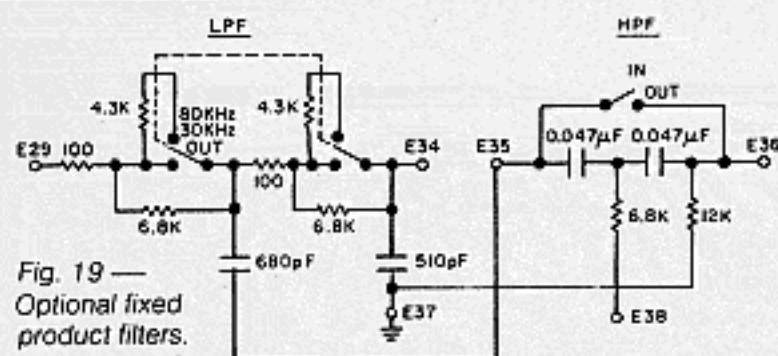 LPF
HPF
4.3K
80KHz
30KHz
OUT
4.3K
IN
OUT
E29
100
100
E34
E35
0.047µF
0.047µF
E36
6.8K
6.8K
6.8K
12K
680pF
510pF
E37
E38
Fig. 19 —
Optional fixed
product filters.